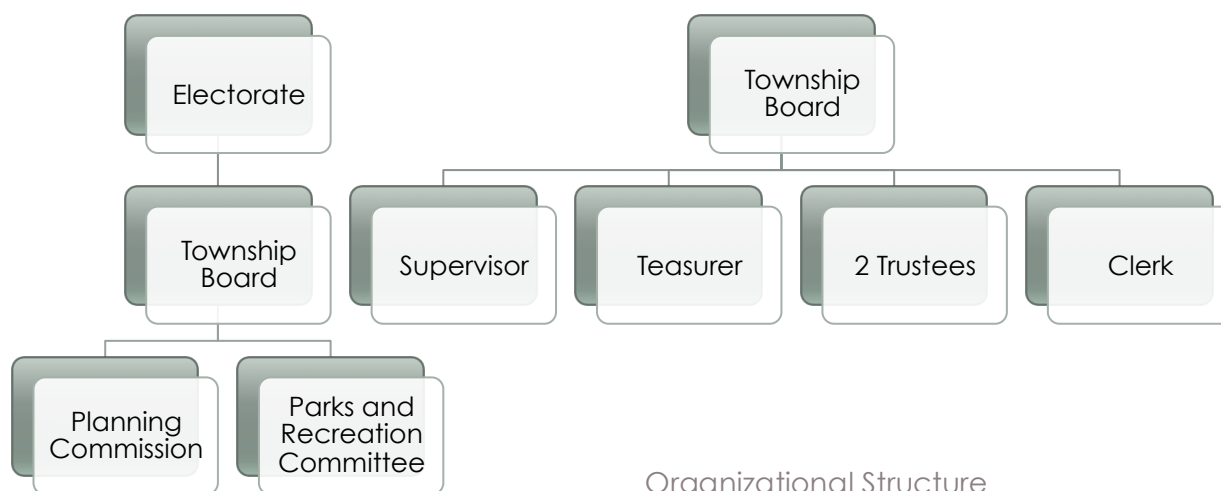 Electorate
Township
Board
Planning
Commission
Parks and
Recreation
Committee
Township
Board
Supervisor
Teasurer
2 Trustees
Clerk
Organizational Structure